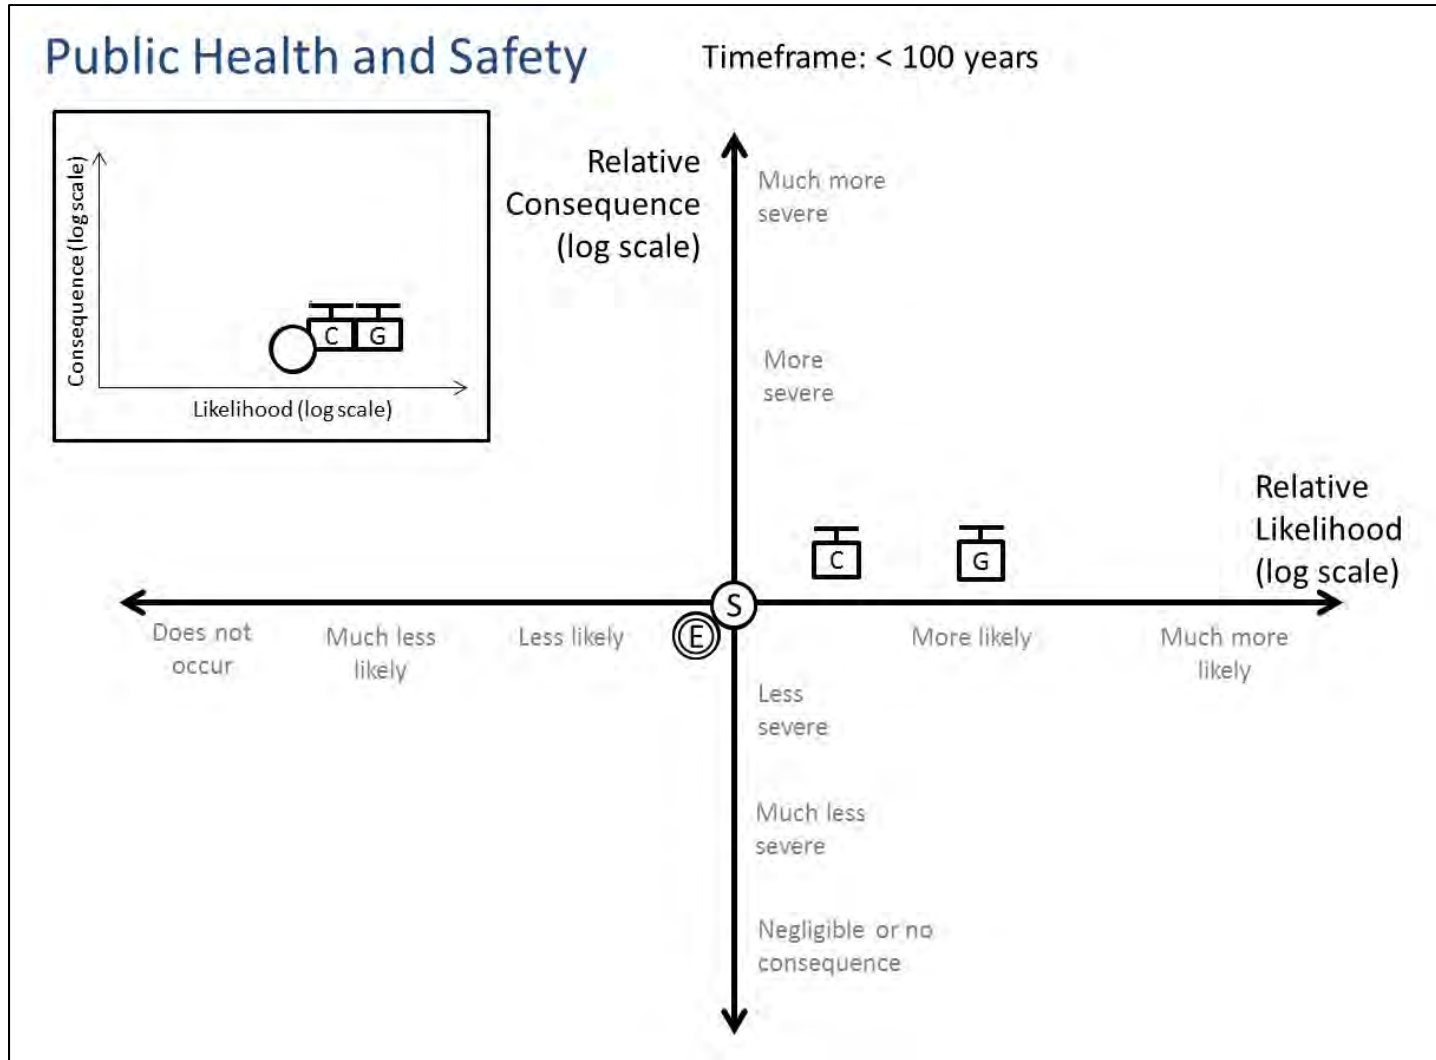 Public Health and Safety
Timeframe: < 100 years
Consequence (log scale)
C
G
Likelihood (log scale)
Relative
Consequence
(log scale)
Much more
severe
More
severe
Relative
Likelihood
(log scale)
C
G
S
E
Does not
occur
Much less
likely
Less likely
More likely
Much more
likely
Less
severe
Much less
severe
Negligible or no
consequence